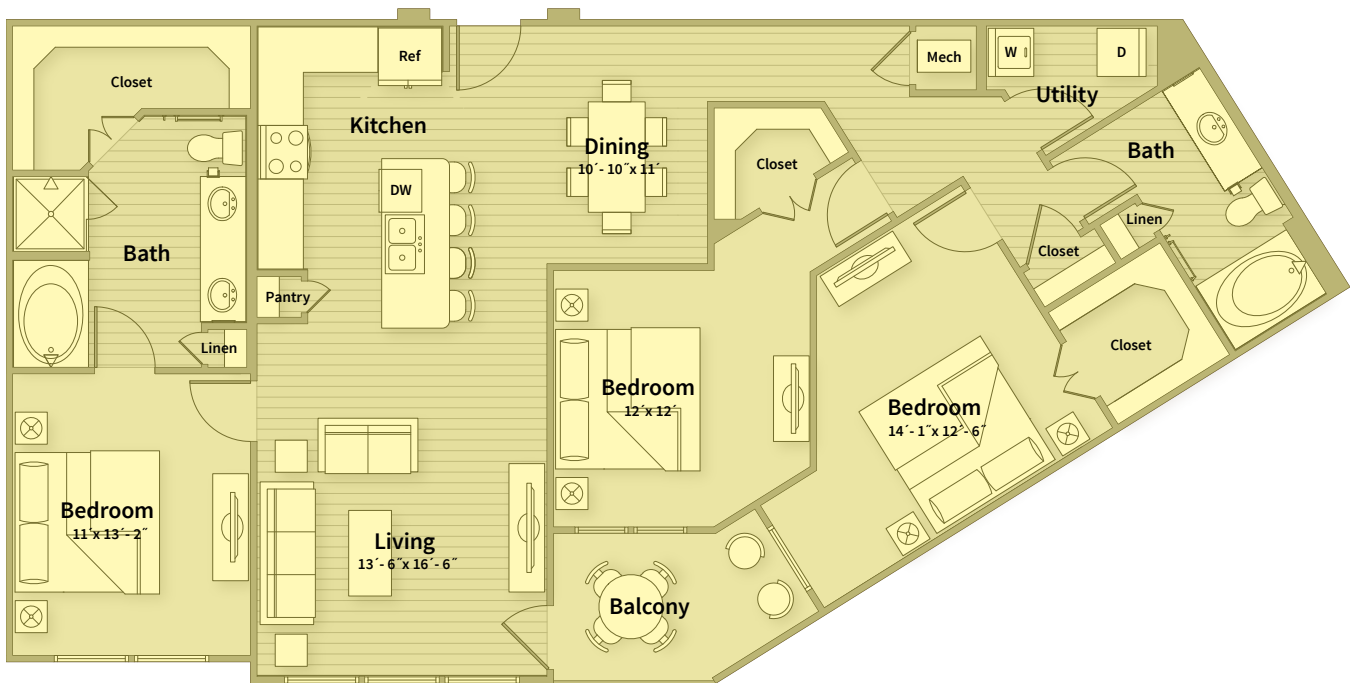 Ref
Mech
W
D
Closet
Utility
Kitchen
Dining
10´- 10˝x 11´
Bath
Closet
DW
Linen
Bath
Closet
Pantry
Linen
Closet
Bedroom
12´x 12´
Bedroom
14´- 1˝x 12´- 6˝
Bedroom
11´x 13´- 2˝
Living
13´- 6˝x 16´- 6˝
Balcony